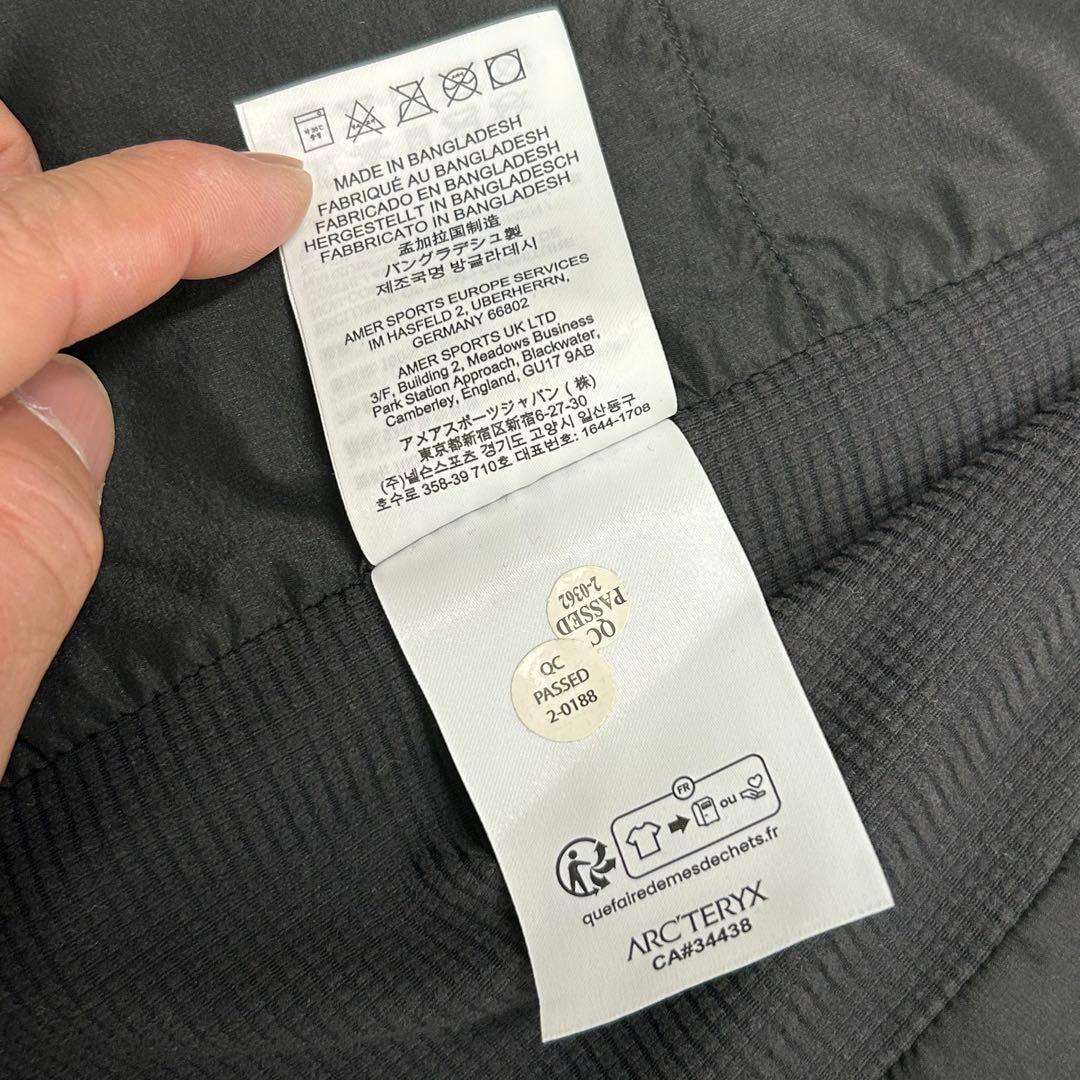 약 30℃
중성
MADE IN BANGLADESH
FABRIQUÉ AU BANGLADESH
FABRICADO EN BANGLADESH
HERGESTELLT IN BANGLADESCH
FABBRICATO IN BANGLADESH
孟加拉国制造
バングラデシュ製
제조국명 방글라데시
AMER SPORTS EUROPE SERVICES
IM HASFELD 2, UBERHERRN,
GERMANY 66802
AMER SPORTS UK LTD
3/F, Building 2, Meadows Business
Park Station Approach, Blackwater,
Camberley, England, GU17 9AB
アメアスポーツジャパン(株)
東京都新宿区新宿6-27-30
(주)넬슨스포츠 경기도 고양시 일산동구
호수로 358-39 710호 대표번호: 1644-1708
QC
PASSED
2-0362
QC
PASSED
2-0188
FR
ou
quefairedemesdechets.fr
ARC'TERYX
CA#34438